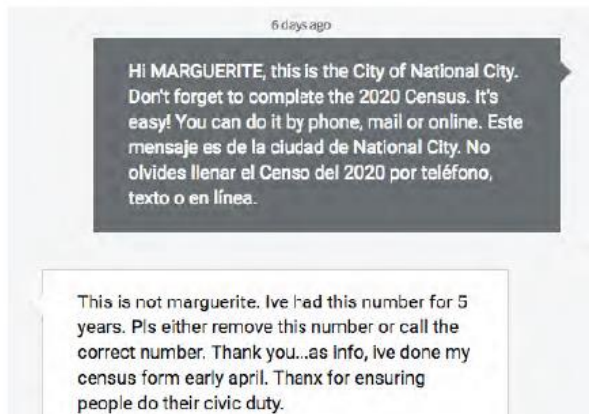 6 days ago
Hi MARGUERITE, this is the City of National City.
Don't forget to complete the 2020 Census. It's
easy! You can do it by phone, mail or online. Este
mensaje es de la ciudad de National City. No
olvides llenar el Censo del 2020 por teléfono,
texto o en línea.
This is not marguerite. Ive had this number for 5
years. Pls either remove this number or call the
correct number. Thank you...as info, ive done my
census form early april. Thanx for ensuring
people do their civic duty.